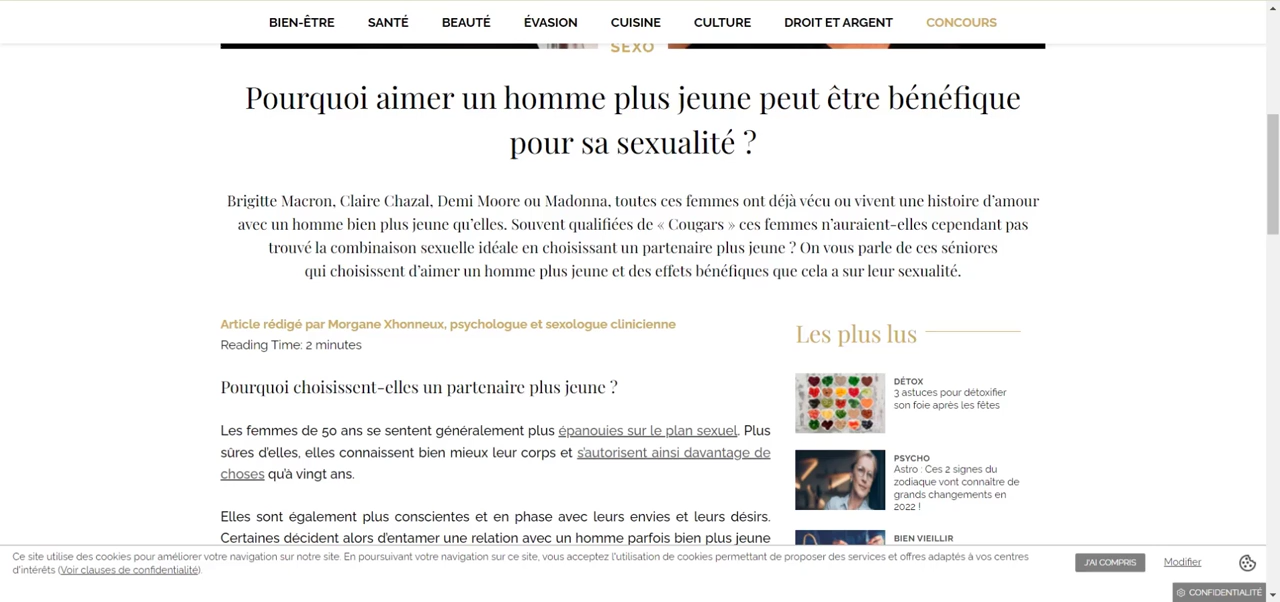 BIEN-ÊTRE SANTÉ BEAUTÉ ÉVASION CUISINE CULTURE DROIT ET ARGENT CONCOURS
SEXO
Pourquoi aimer un homme plus jeune peut être bénéfique
pour sa sexualité ?
Brigitte Macron, Claire Chazal, Demi Moore ou Madonna, toutes ces femmes ont déjà vécu ou vivent une histoire d’amour
avec un homme bien plus jeune qu’elles. Souvent qualifiées de « Cougars » ces femmes n’auraient-elles cependant pas
trouvé la combinaison sexuelle idéale en choisissant un partenaire plus jeune ? On vous parle de ces séniores
qui choisissent d’aimer un homme plus jeune et des effets bénéfiques que cela a sur leur sexualité.
Article rédigé par Morgane Xhonneux, psychologue et sexologue clinicienne
Reading Time: 2 minutes
Pourquoi choisissent-elles un partenaire plus jeune ?
Les femmes de 50 ans se sentent généralement plus épanouies sur le plan sexuel. Plus
sûres d’elles, elles connaissent bien mieux leur corps et s’autorisent ainsi davantage de
choses qu’à vingt ans.
Elles sont également plus conscientes et en phase avec leurs envies et leurs désirs.
Certaines décident alors d’entamer une relation avec un homme parfois bien plus jeune
Les plus lus
DÉTOX
3 astuces pour détoxifier
son foie après les fêtes
PSYCHO
Astro : Ces 2 signes du
zodiaque vont connaître de
grands changements en
2022 !
BIEN VIEILLIR
Ce site utilise des cookies pour améliorer votre navigation sur notre site. En poursuivant votre navigation sur ce site, vous acceptez l’utilisation de cookies permettant de proposer des services et offres adaptés à vos centres
d’intérêts (Voir clauses de confidentialité).
J'AI COMPRIS
Modifier
CONFIDENTIALITÉ